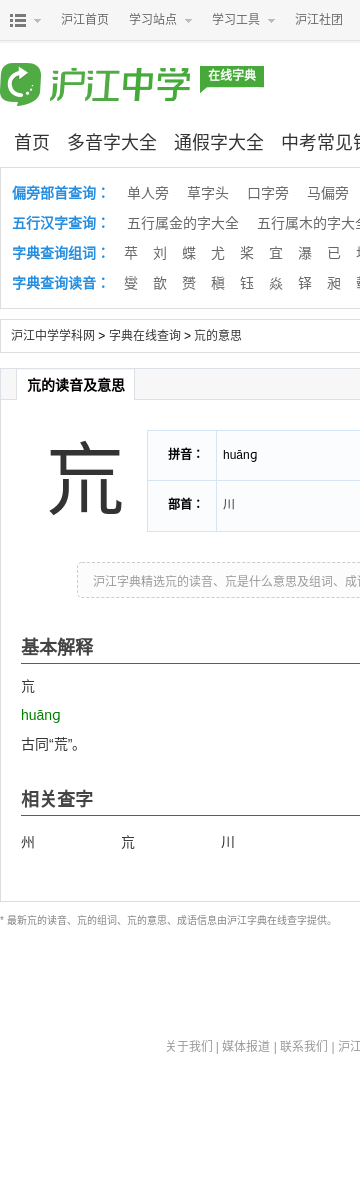 沪江首页 学习站点 学习工具 沪江社团
沪江中学 在线字典
首页 多音字大全 通假字大全 中考常见
偏旁部首查询： 单人旁 草字头 口字旁 马偏旁
五行汉字查询： 五行属金的字大全 五行属木的字大
字典查询组词： 苹 刘 蝶 尤 桨 宜 瀑 已
字典查询读音： 燮 歆 赟 稹 钰 焱 铎 昶
沪江中学学科网 > 字典在线查询 > 巟的意思
巟的读音及意思
巟
拼音： huāng
部首： 川
沪江字典精选巟的读音、巟是什么意思及组词、成
基本解释
巟
huāng
古同“荒”。
相关查字
州 巟 川
* 最新巟的读音、巟的组词、巟的意思、成语信息由沪江字典在线查字提供。
关于我们 | 媒体报道 | 联系我们 | 沪江